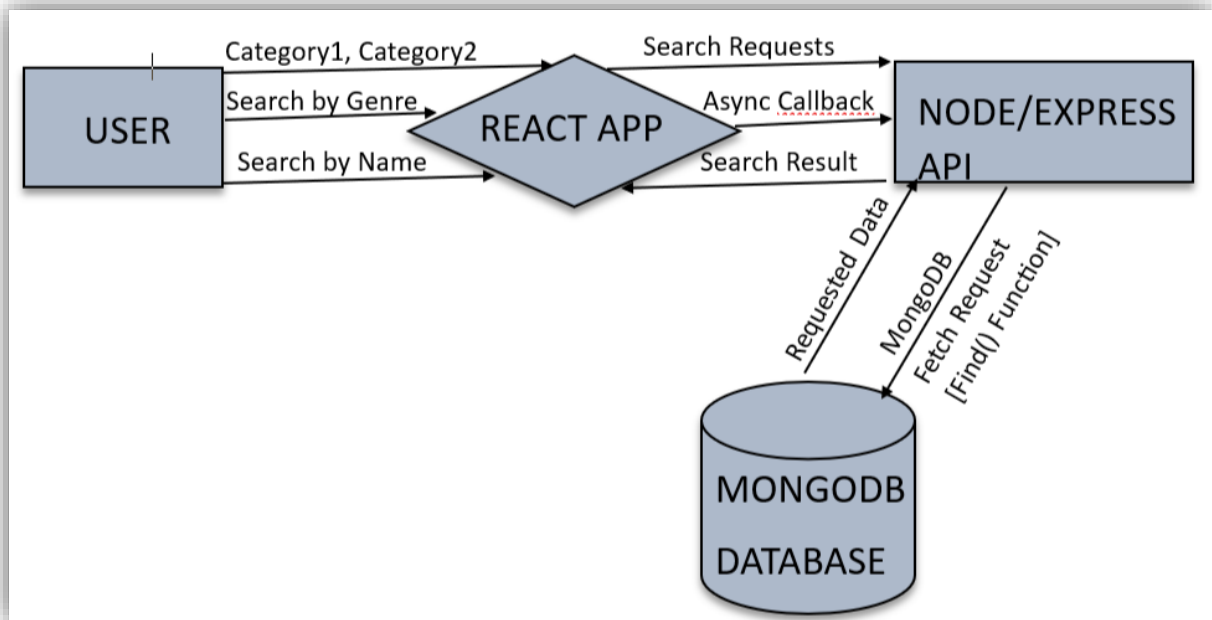 Category1, Category2
Search by Genre
Search by Name
USER
REACT APP
Search Requests
Async Callback
Search Result
NODE/EXPRESS
API
Requested Data
MongoDB
Fetch Request
[Find() Function]
MONGODB
DATABASE